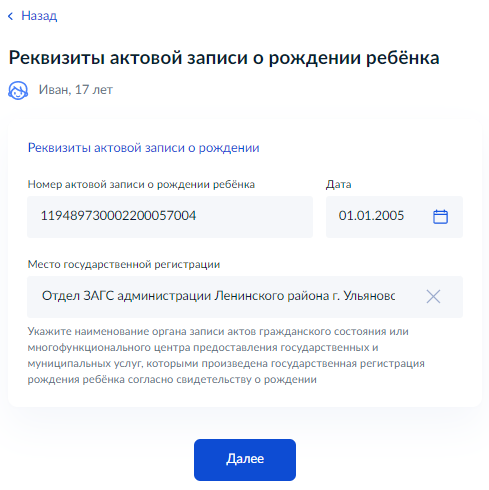 Назад
Реквизиты актовой записи о рождении ребёнка
Иван, 17 лет
Реквизиты актовой записи о рождении
Номер актовой записи о рождении ребёнка Дата
119489730002200057004 01.01.2005
Место государственной регистрации
Отдел ЗАГС администрации Ленинского района г. Ульяновс
Укажите наименование органа записи актов гражданского состояния или
многофункционального центра предоставления государственных и
муниципальных услуг, которыми произведена государственная регистрация
рождения ребёнка согласно свидетельству о рождении
Далее